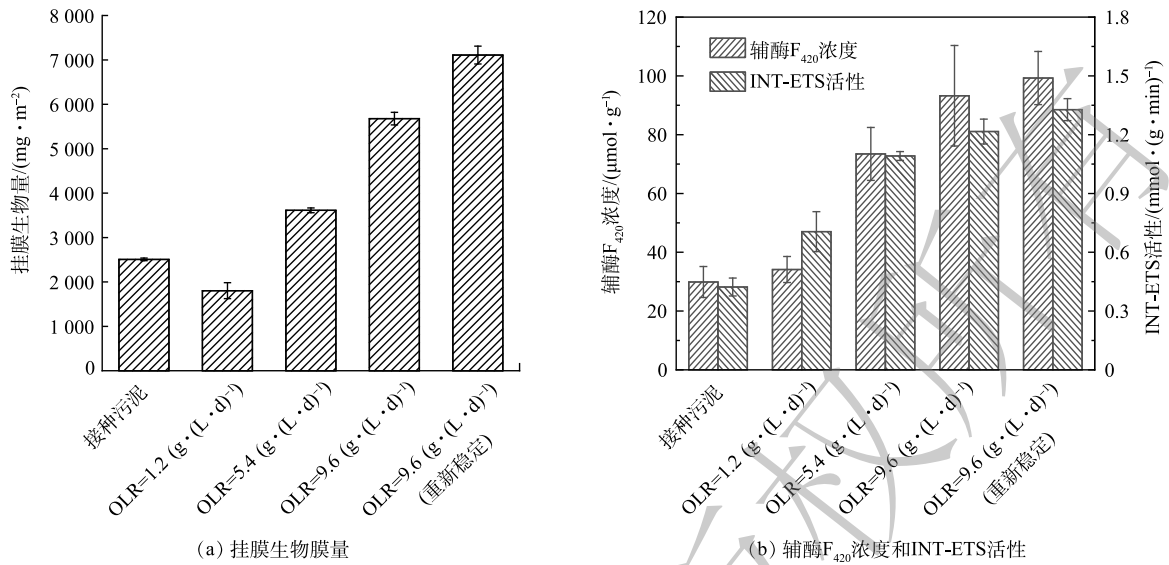 8 000
7 000
6 000
5 000
4 000
3 000
2 000
1 000
0
挂膜生物量/(mg·m⁻²)
接种污泥
OLR=1.2 (g·(L·d)⁻¹)
OLR=5.4 (g·(L·d)⁻¹)
OLR=9.6 (g·(L·d)⁻¹)
OLR=9.6 (g·(L·d)⁻¹)
(重新稳定)
(a) 挂膜生物膜量
120
100
80
60
40
20
0
辅酶F₄₂₀浓度/(μmol·g⁻¹)
辅酶F₄₂₀浓度
INT-ETS活性
1.8
1.5
1.2
0.9
0.6
0.3
0
INT-ETS活性/(mmol·(g·min)⁻¹)
接种污泥
OLR=1.2 (g·(L·d)⁻¹)
OLR=5.4 (g·(L·d)⁻¹)
OLR=9.6 (g·(L·d)⁻¹)
OLR=9.6 (g·(L·d)⁻¹)
(重新稳定)
(b) 辅酶F₄₂₀浓度和INT-ETS活性
权所有